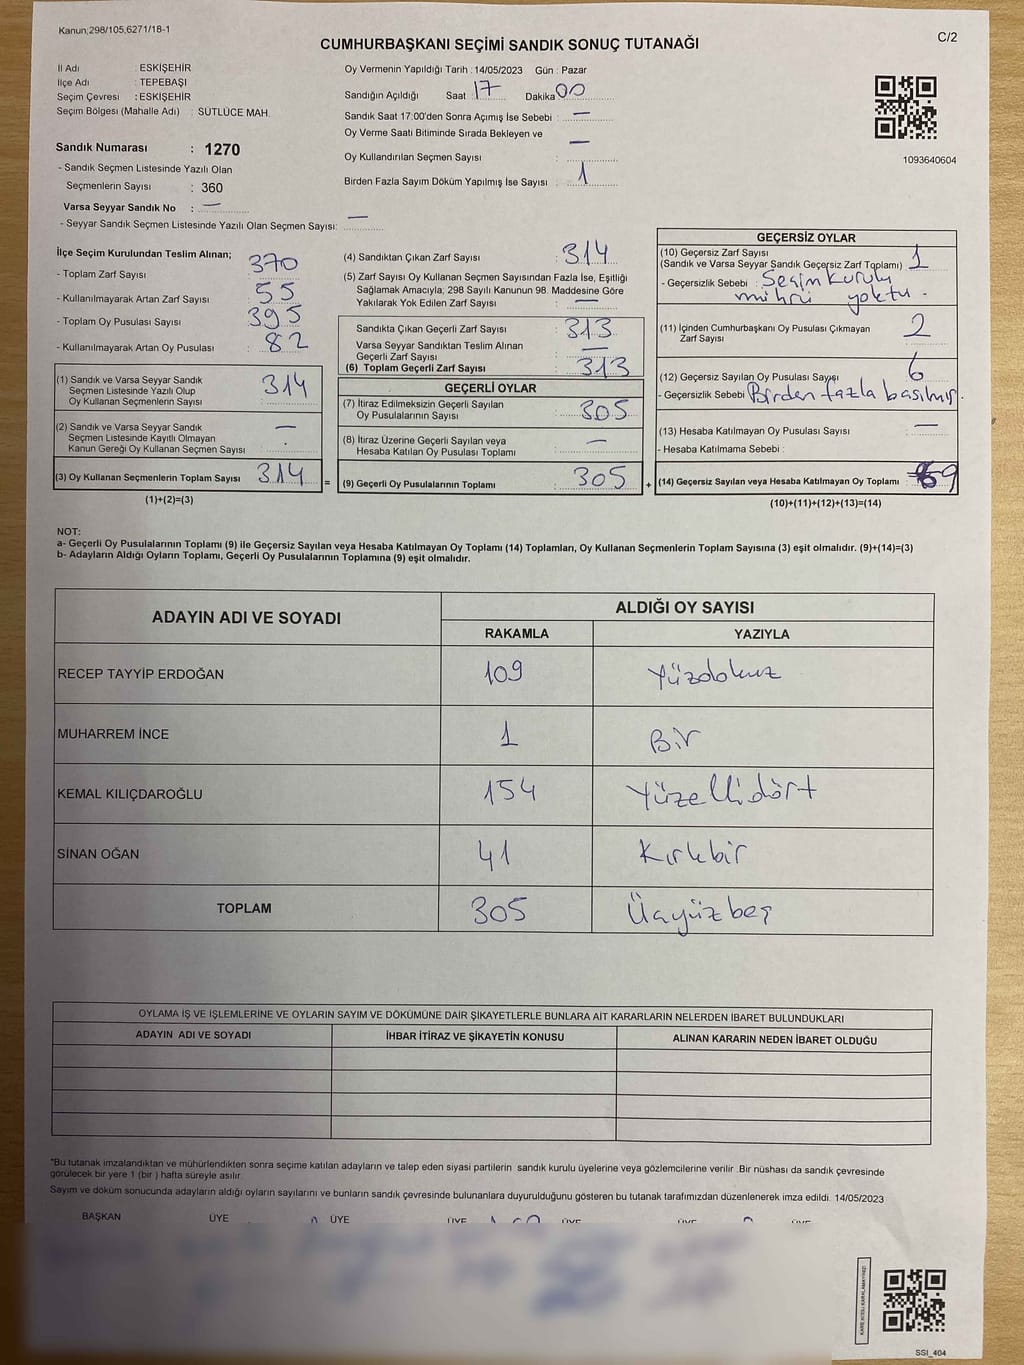 Kanun;298/105,6271/18-1
C/2
CUMHURBAŞKANI SEÇİMİ SANDIK SONUÇ TUTANAĞI
İl Adı : ESKİŞEHİR
İlçe Adı : TEPEBAŞI
Seçim Çevresi : ESKİŞEHİR
Seçim Bölgesi (Mahalle Adı) : SÜTLÜCE MAH.
Sandık Numarası : 1270
- Sandık Seçmen Listesinde Yazılı Olan
Seçmenlerin Sayısı : 360
Varsa Seyyar Sandık No : —
- Seyyar Sandık Seçmen Listesinde Yazılı Olan Seçmen Sayısı: —
Oy Vermenin Yapıldığı Tarih : 14/05/2023 Gün : Pazar
Sandığın Açıldığı Saat 17 Dakika 00
Sandık Saat 17:00'den Sonra Açımış İse Sebebi : —
Oy Verme Saati Bitiminde Sırada Bekleyen ve
Oy Kullandırılan Seçmen Sayısı : —
Birden Fazla Sayım Döküm Yapılmış İse Sayısı : 1
1093640604
İlçe Seçim Kurulundan Teslim Alınan;
- Toplam Zarf Sayısı : 370
- Kullanılmayarak Artan Zarf Sayısı : 55
- Toplam Oy Pusulası Sayısı : 395
- Kullanılmayarak Artan Oy Pusulası : 82
(1) Sandık ve Varsa Seyyar Sandık
Seçmen Listesinde Yazılı Olup
Oy Kullanan Seçmenlerin Sayısı : 314
(2) Sandık ve Varsa Seyyar Sandık
Seçmen Listesinde Kayıtlı Olmayan
Kanun Gereği Oy Kullanan Seçmen Sayısı : —
(3) Oy Kullanan Seçmenlerin Toplam Sayısı : 314 =
(1)+(2)=(3)
(4) Sandıktan Çıkan Zarf Sayısı : 314
(5) Zarf Sayısı Oy Kullanan Seçmen Sayısından Fazla İse, Eşitliği
Sağlamak Amacıyla; 298 Sayılı Kanunun 98. Maddesine Göre
Yakılarak Yok Edilen Zarf Sayısı : —
Sandıkta Çıkan Geçerli Zarf Sayısı : 313
Varsa Seyyar Sandıktan Teslim Alınan
Geçerli Zarf Sayısı : —
(6) Toplam Geçerli Zarf Sayısı : 313
GEÇERLİ OYLAR
(7) İtiraz Edilmeksizin Geçerli Sayılan
Oy Pusulalarının Sayısı : 305
(8) İtiraz Üzerine Geçerli Sayılan veya
Hesaba Katılan Oy Pusulası Toplamı : —
(9) Geçerli Oy Pusulalarının Toplamı : 305 +
GEÇERSİZ OYLAR
(10) Geçersiz Zarf Sayısı
(Sandık ve Varsa Seyyar Sandık Geçersiz Zarf Toplamı) : 1
- Geçersizlik Sebebi : Seçim Kurulu
mührü yoktu -
(11) İçinden Cumhurbaşkanı Oy Pusulası Çıkmayan
Zarf Sayısı : 2
(12) Geçersiz Sayılan Oy Pusulası Sayısı : 6
- Geçersizlik Sebebi Birden fazla basılmış.
(13) Hesaba Katılmayan Oy Pusulası Sayısı : —
- Hesaba Katılmama Sebebi :
(14) Geçersiz Sayılan veya Hesaba Katılmayan Oy Toplamı : 9
(10)+(11)+(12)+(13)=(14)
NOT:
a- Geçerli Oy Pusulalarının Toplamı (9) ile Geçersiz Sayılan veya Hesaba Katılmayan Oy Toplamı (14) Toplamları, Oy Kullanan Seçmenlerin Toplam Sayısına (3) eşit olmalıdır. (9)+(14)=(3)
b- Adayların Aldığı Oyların Toplamı, Geçerli Oy Pusulalarının Toplamına (9) eşit olmalıdır.
ADAYIN ADI VE SOYADI ALDIĞI OY SAYISI
RAKAMLA YAZIYLA
RECEP TAYYİP ERDOĞAN 109 Yüzdokuz
MUHARREM İNCE 1 Bir
KEMAL KILIÇDAROĞLU 154 Yüzellidört
SİNAN OĞAN 41 Kırkbir
TOPLAM 305 Üçyüzbeş
OYLAMA İŞ VE İŞLEMLERİNE VE OYLARIN SAYIM VE DÖKÜMÜNE DAİR ŞİKAYETLERLE BUNLARA AİT KARARLARIN NELERDEN İBARET BULUNDUKLARI
ADAYIN ADI VE SOYADI İHBAR İTİRAZ VE ŞİKAYETİN KONUSU ALINAN KARARIN NEDEN İBARET OLDUĞU
*Bu tutanak imzalandıktan ve mühürlendikten sonra seçime katılan adayların ve talep eden siyasi partilerin sandık kurulu üyelerine veya gözlemcilerine verilir .Bir nüshası da sandık çevresinde
görülecek bir yere 1 (bir ) hafta süreyle asılır.
Sayım ve döküm sonucunda adayların aldığı oyların sayılarını ve bunların sandık çevresinde bulunanlara duyurulduğunu gösteren bu tutanak tarafımızdan düzenlenerek imza edildi. 14/05/2023
BAŞKAN ÜYE ÜYE ÜYE ÜYE ÜYE ÜYE
SSI_404